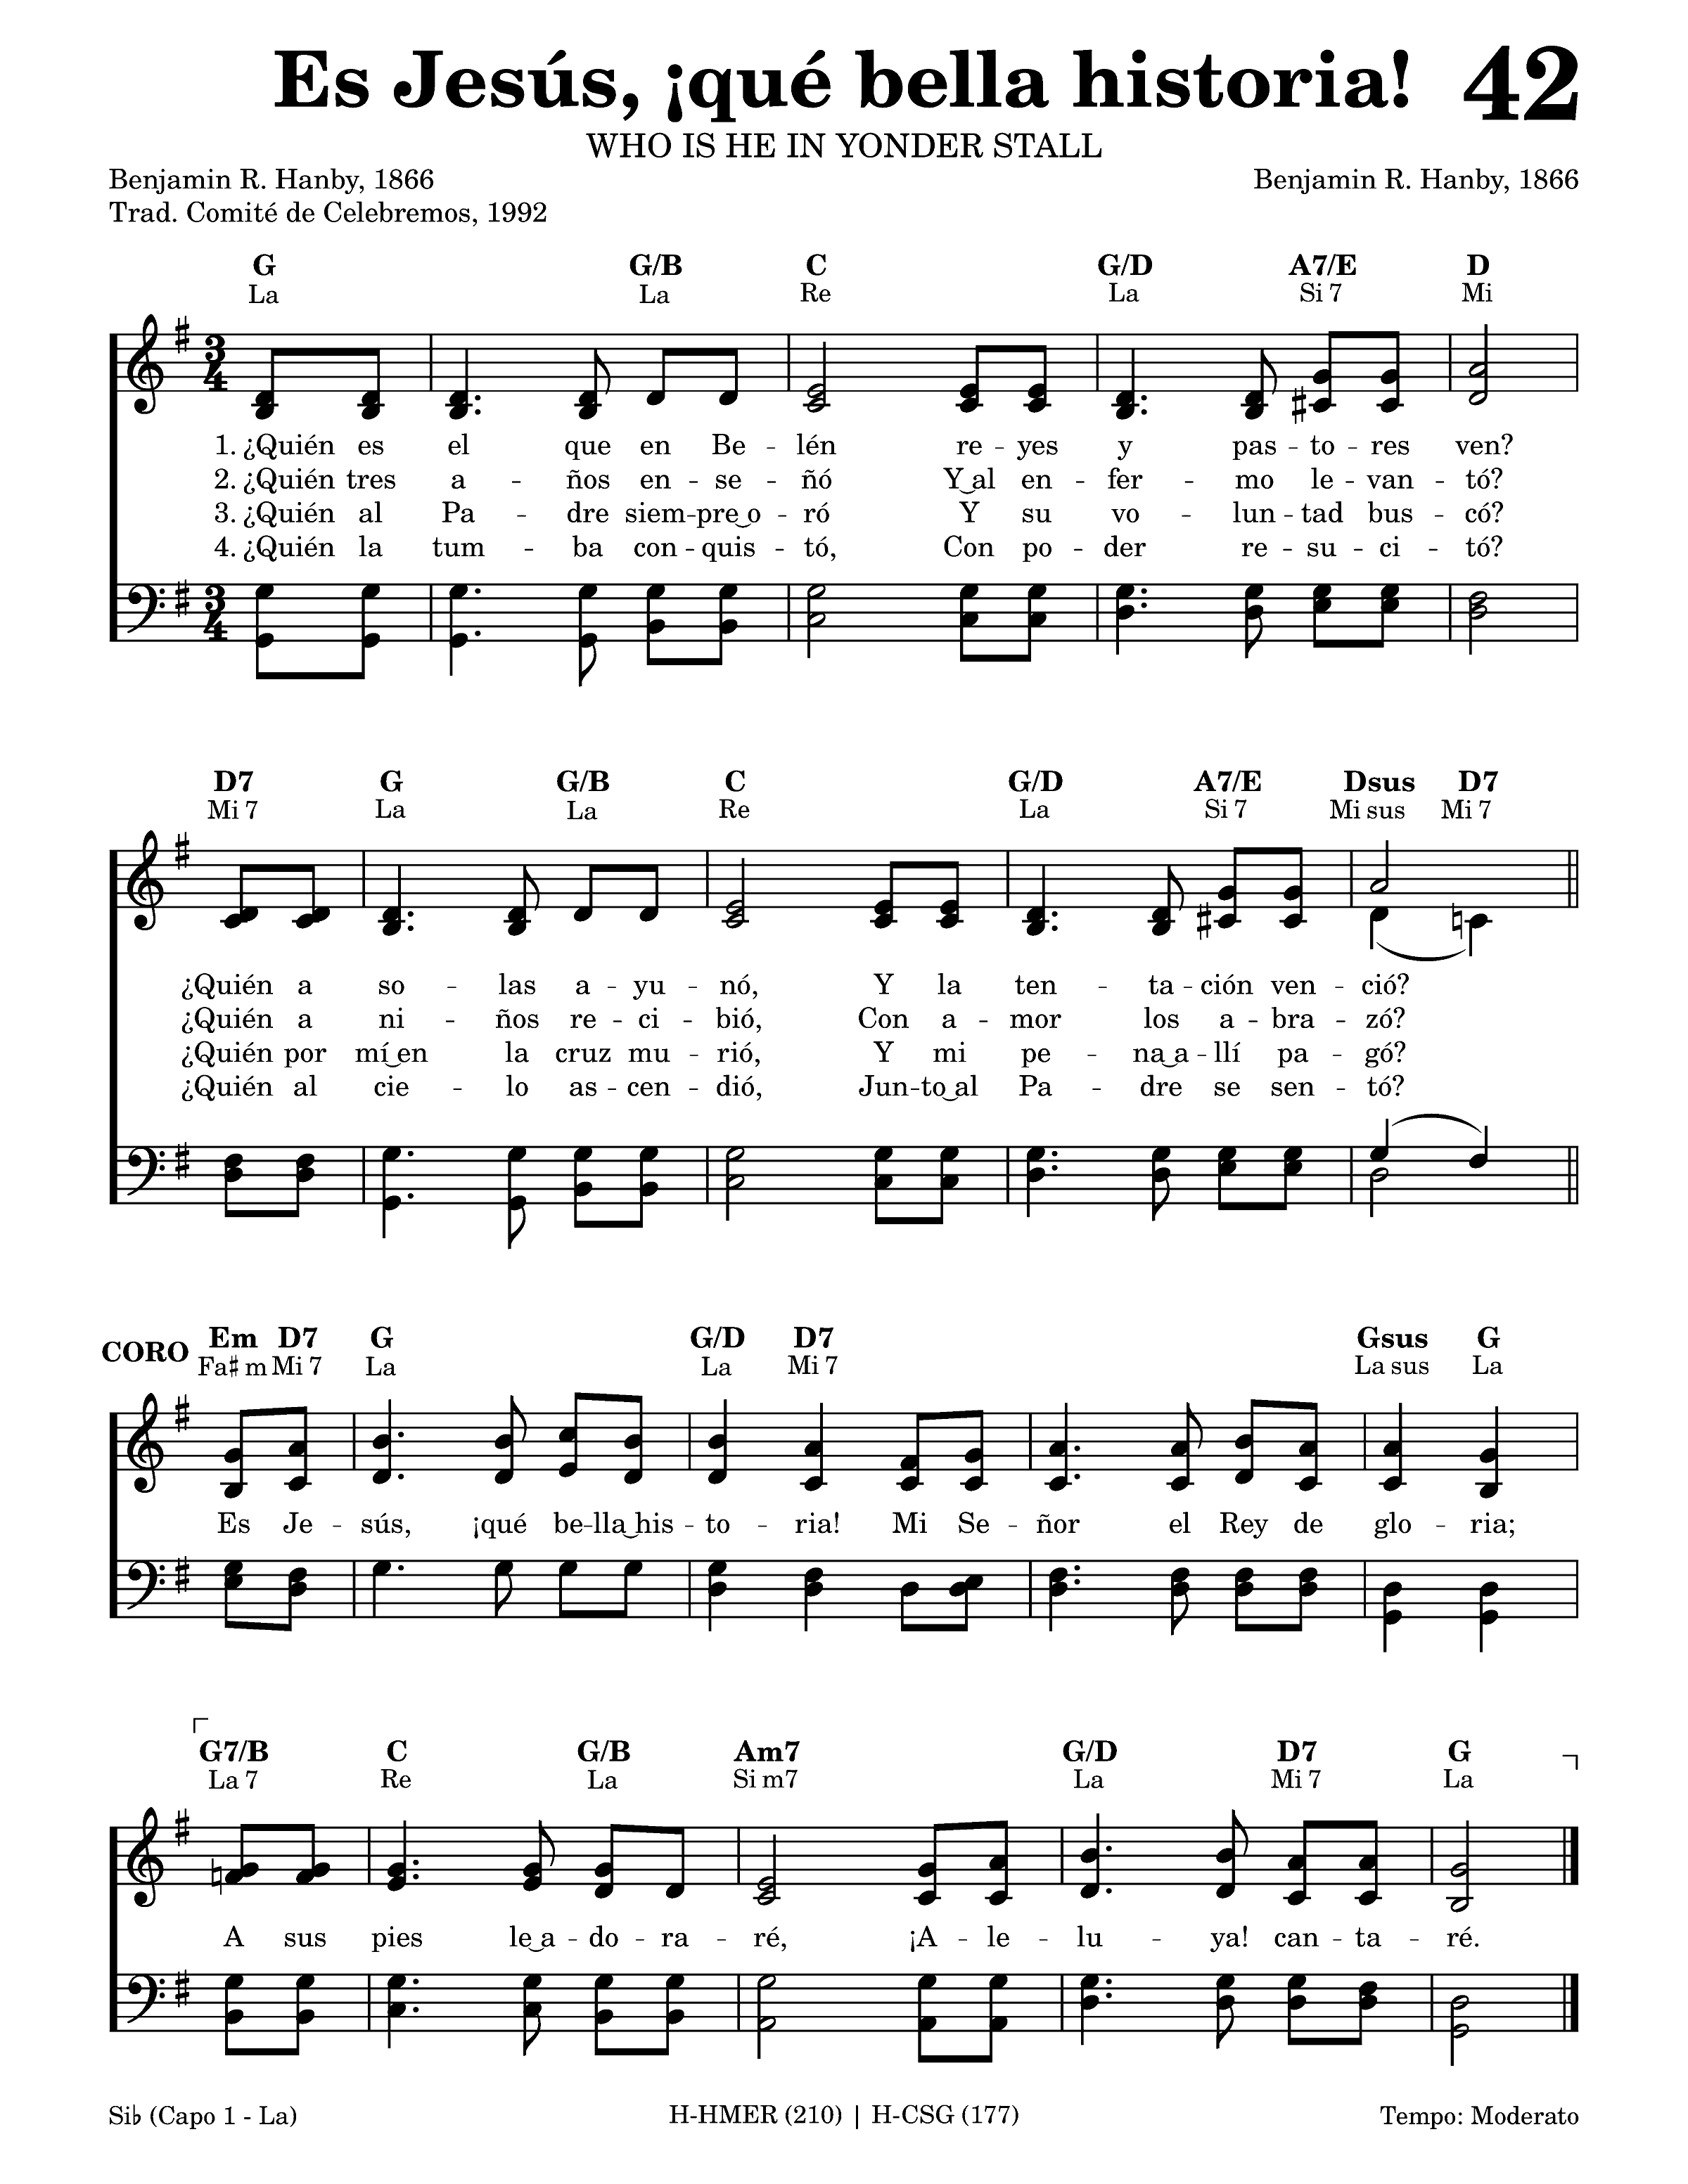 Es Jesús, ¡qué bella historia! 42
WHO IS HE IN YONDER STALL
Benjamin R. Hanby, 1866 Benjamin R. Hanby, 1866
Trad. Comité de Celebremos, 1992
G G/B C G/D A7/E D
La La Re La Si 7 Mi
3 4
1. ¿Quién es el que en Be -- lén re -- yes y pas -- to -- res ven?
2. ¿Quién tres a -- ños en -- se -- ñó Y‿al en -- fer -- mo le -- van -- tó?
3. ¿Quién al Pa -- dre siem -- pre‿o -- ró Y su vo -- lun -- tad bus -- có?
4. ¿Quién la tum -- ba con -- quis -- tó, Con po -- der re -- su -- ci -- tó?
3 4
D7 G G/B C G/D A7/E Dsus D7
Mi 7 La La Re La Si 7 Mi sus Mi 7
¿Quién a so -- las a -- yu -- nó, Y la ten -- ta -- ción ven -- ció?
¿Quién a ni -- ños re -- ci -- bió, Con a -- mor los a -- bra -- zó?
¿Quién por mí‿en la cruz mu -- rió, Y mi pe -- na‿a -- llí pa -- gó?
¿Quién al cie -- lo as -- cen -- dió, Jun -- to‿al Pa -- dre se sen -- tó?
CORO Em D7 G G/D D7 Gsus G
Fa♯ m Mi 7 La La Mi 7 La sus La
Es Je -- sús, ¡qué be -- lla‿his -- to -- ria! Mi Se -- ñor el Rey de glo -- ria;
G7/B C G/B Am7 G/D D7 G
La 7 Re La Si m7 La Mi 7 La
A sus pies le‿a -- do -- ra -- ré, ¡A -- le -- lu -- ya! can -- ta -- ré.
Si♭ (Capo 1 - La) H-HMER (210) | H-CSG (177) Tempo: Moderato